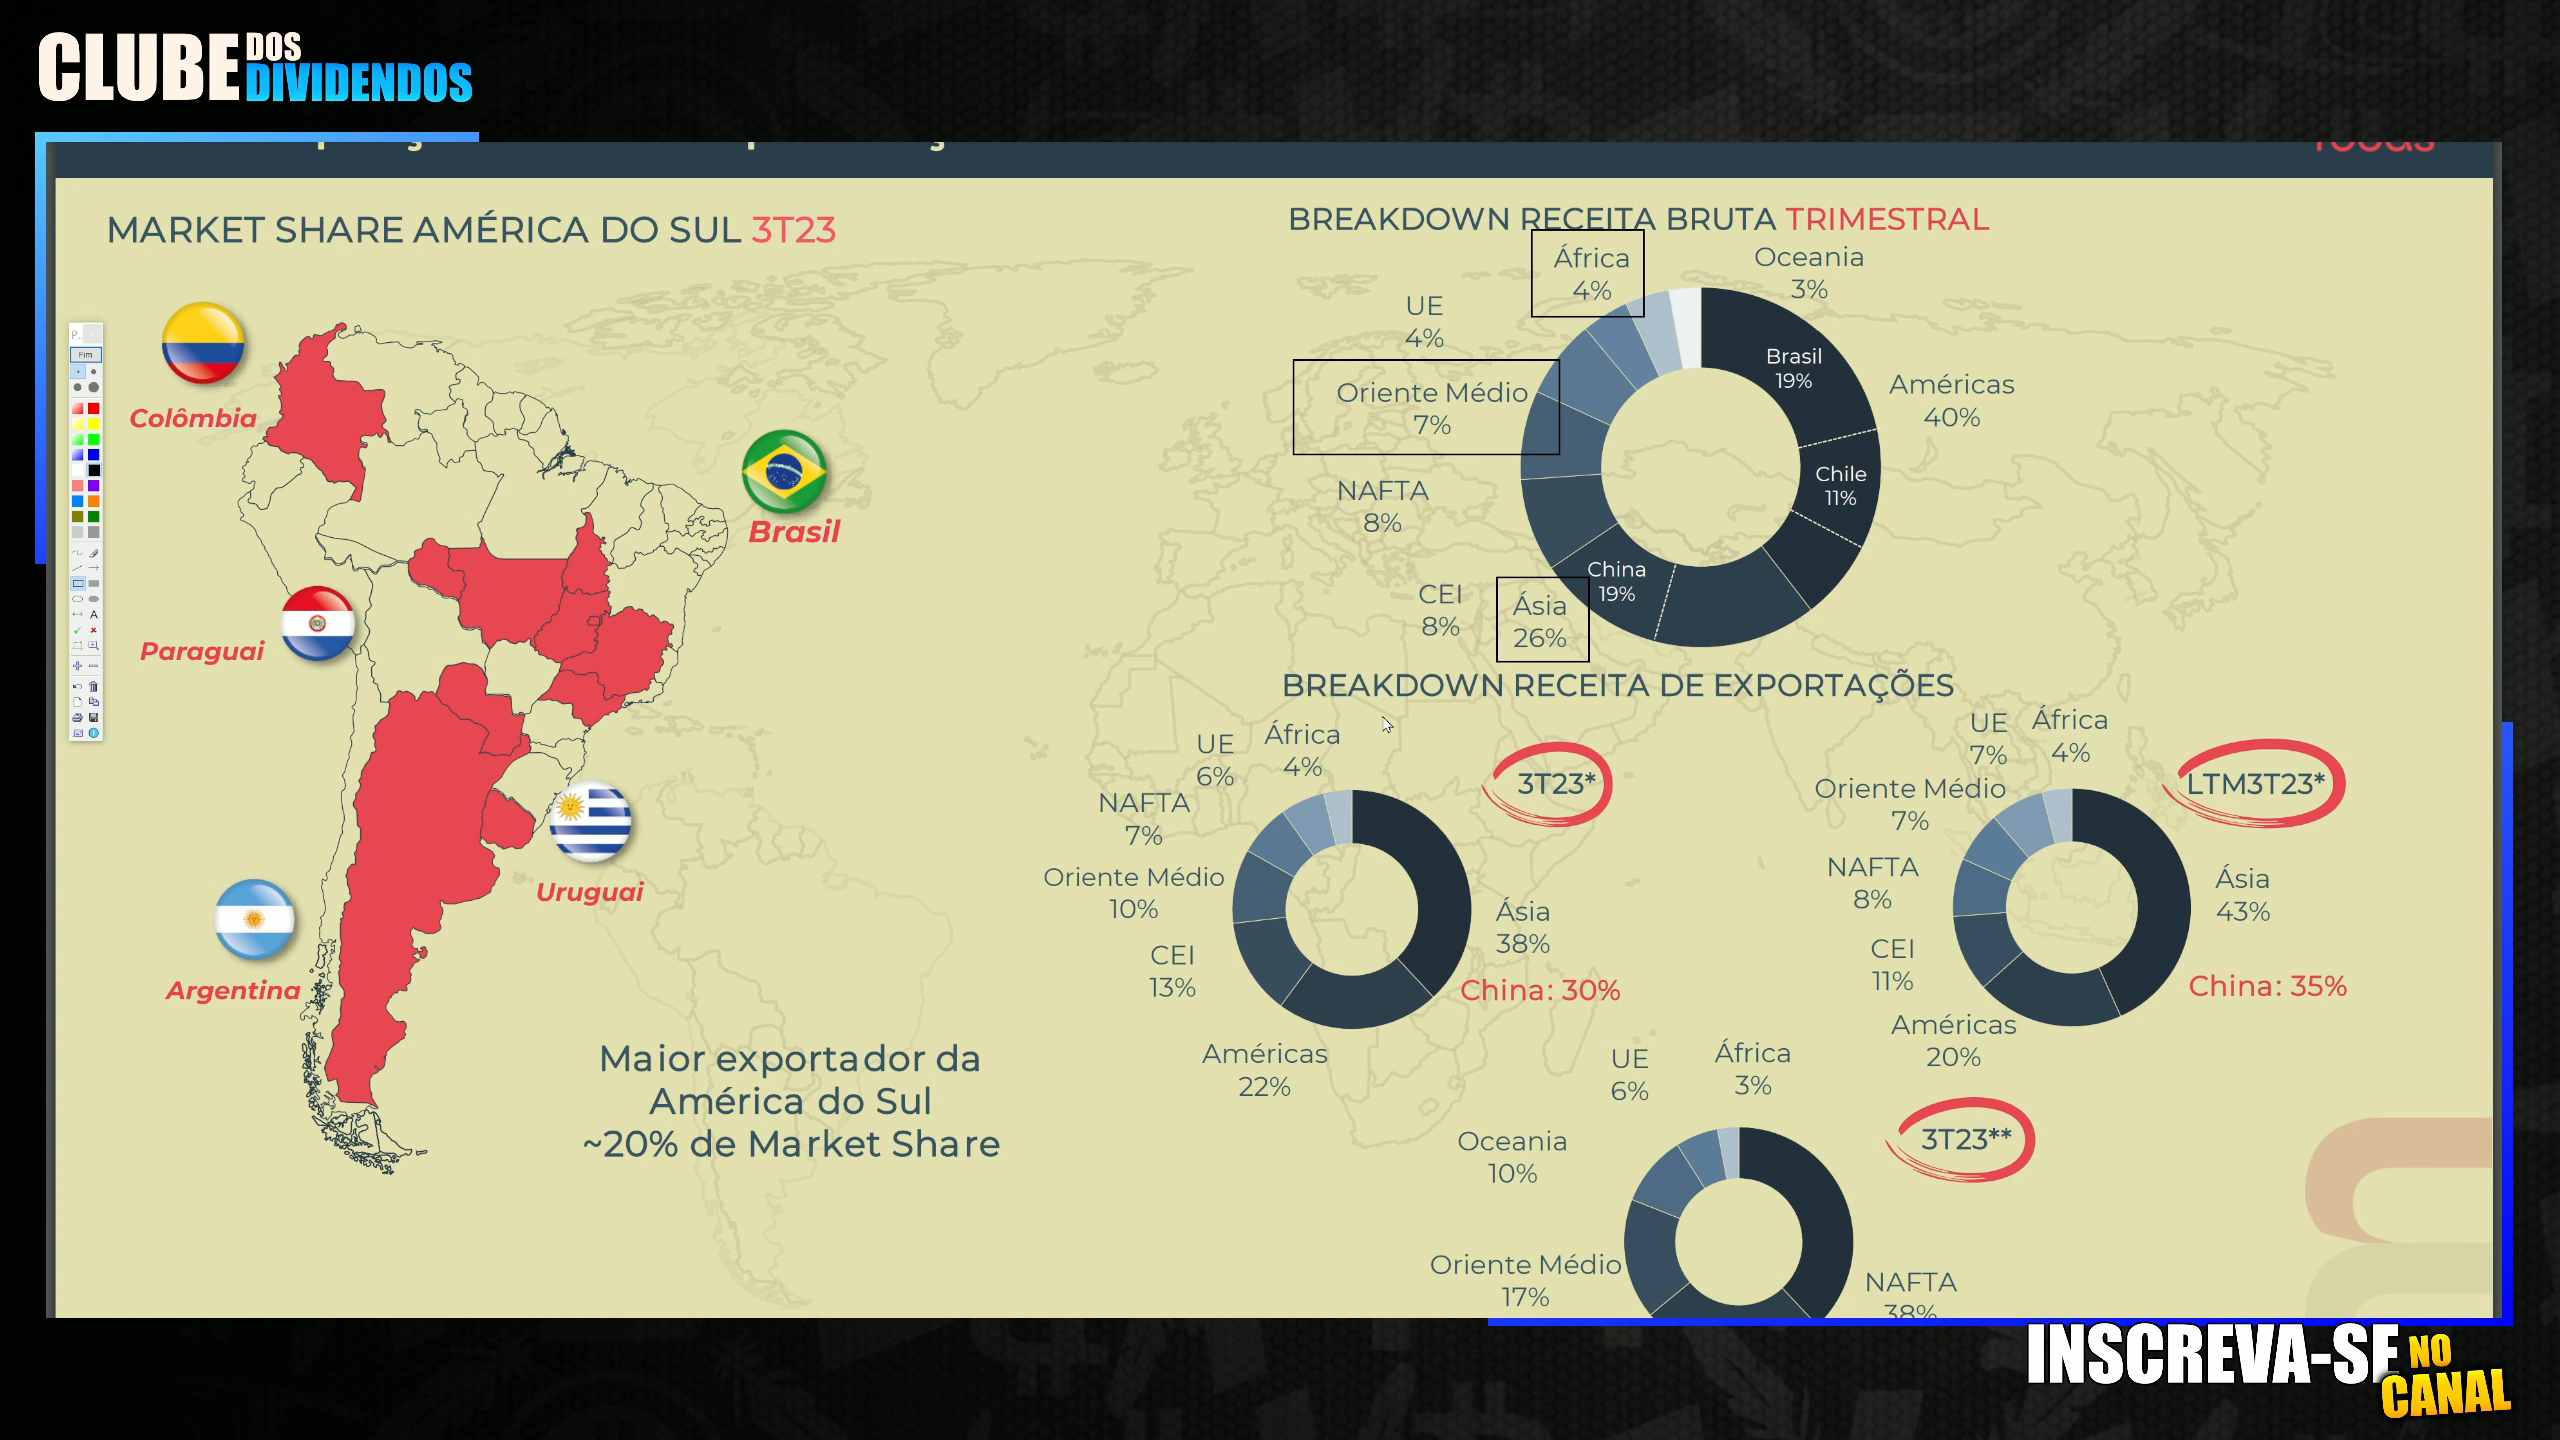 CLUBE DOS
DIVIDENDOS
MARKET SHARE AMÉRICA DO SUL 3T23
Colômbia
Brasil
Paraguai
Uruguai
Argentina
Maior exportador da
América do Sul
~20% de Market Share
Fim
A
BREAKDOWN RECEITA BRUTA TRIMESTRAL
África
4%
Oceania
3%
UE
4%
Brasil
19%
Américas
40%
Oriente Médio
7%
Chile
11%
NAFTA
8%
China
19%
CEI
8%
Ásia
26%
BREAKDOWN RECEITA DE EXPORTAÇÕES
UE
6%
África
4%
3T23*
NAFTA
7%
Oriente Médio
10%
Ásia
38%
China: 30%
CEI
13%
Américas
22%
UE
7%
África
4%
LTM3T23*
Oriente Médio
7%
NAFTA
8%
Ásia
43%
China: 35%
CEI
11%
Américas
20%
UE
6%
África
3%
3T23**
Oceania
10%
Oriente Médio
17%
NAFTA
38%
INSCREVA-SE NO
CANAL